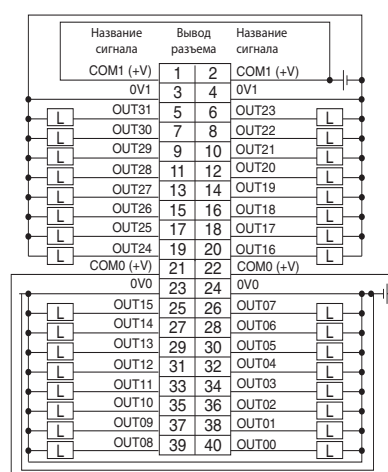 Название Вывод Название
сигнала разъема сигнала
COM1 (+V) 1 2 COM1 (+V)
0V1 3 4 0V1
L OUT31 5 6 OUT23 L
L OUT30 7 8 OUT22 L
L OUT29 9 10 OUT21 L
L OUT28 11 12 OUT20 L
L OUT27 13 14 OUT19 L
L OUT26 15 16 OUT18 L
L OUT25 17 18 OUT17 L
L OUT24 19 20 OUT16 L
COM0 (+V) 21 22 COM0 (+V)
0V0 23 24 0V0
L OUT15 25 26 OUT07 L
L OUT14 27 28 OUT06 L
L OUT13 29 30 OUT05 L
L OUT12 31 32 OUT04 L
L OUT11 33 34 OUT03 L
L OUT10 35 36 OUT02 L
L OUT09 37 38 OUT01 L
L OUT08 39 40 OUT00 L